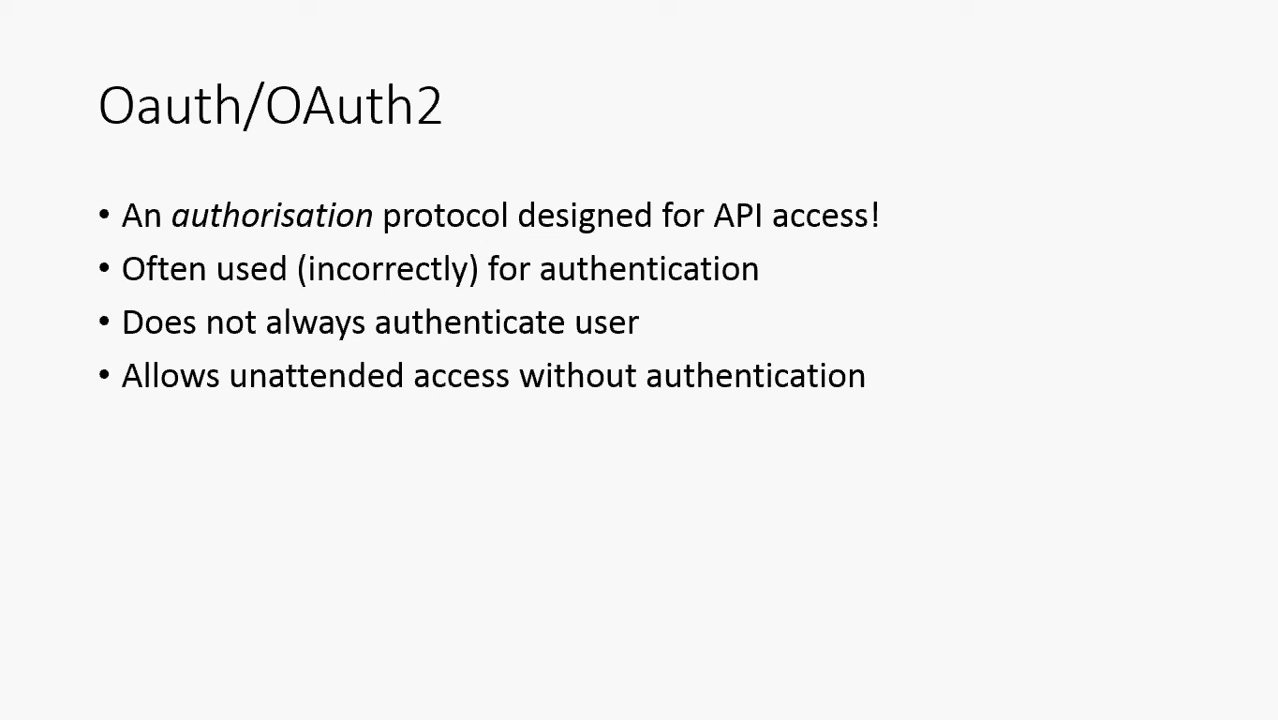 Oauth/OAuth2
• An authorisation protocol designed for API access!
• Often used (incorrectly) for authentication
• Does not always authenticate user
• Allows unattended access without authentication